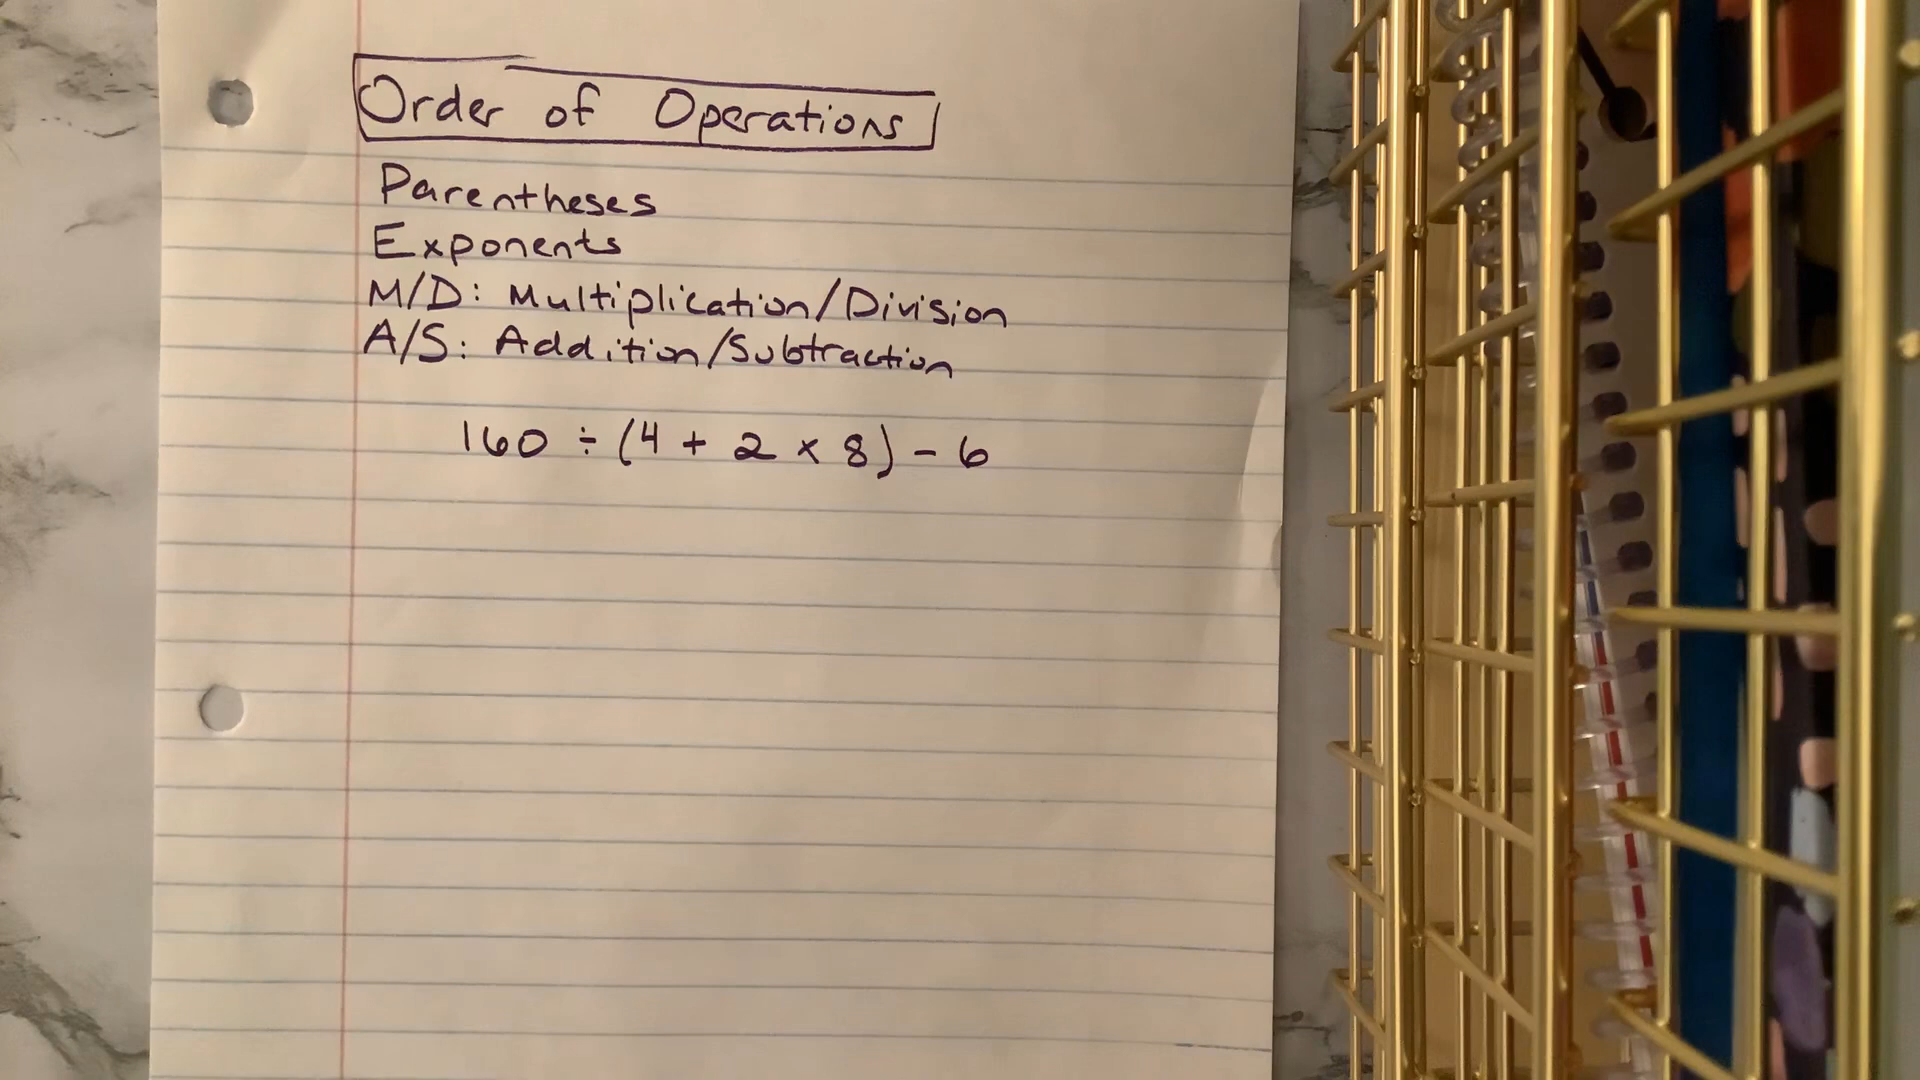 Order of Operations
Parentheses
Exponents
M/D: Multiplication/Division
A/S: Addition/Subtraction
160 ÷ (4 + 2 × 8) - 6